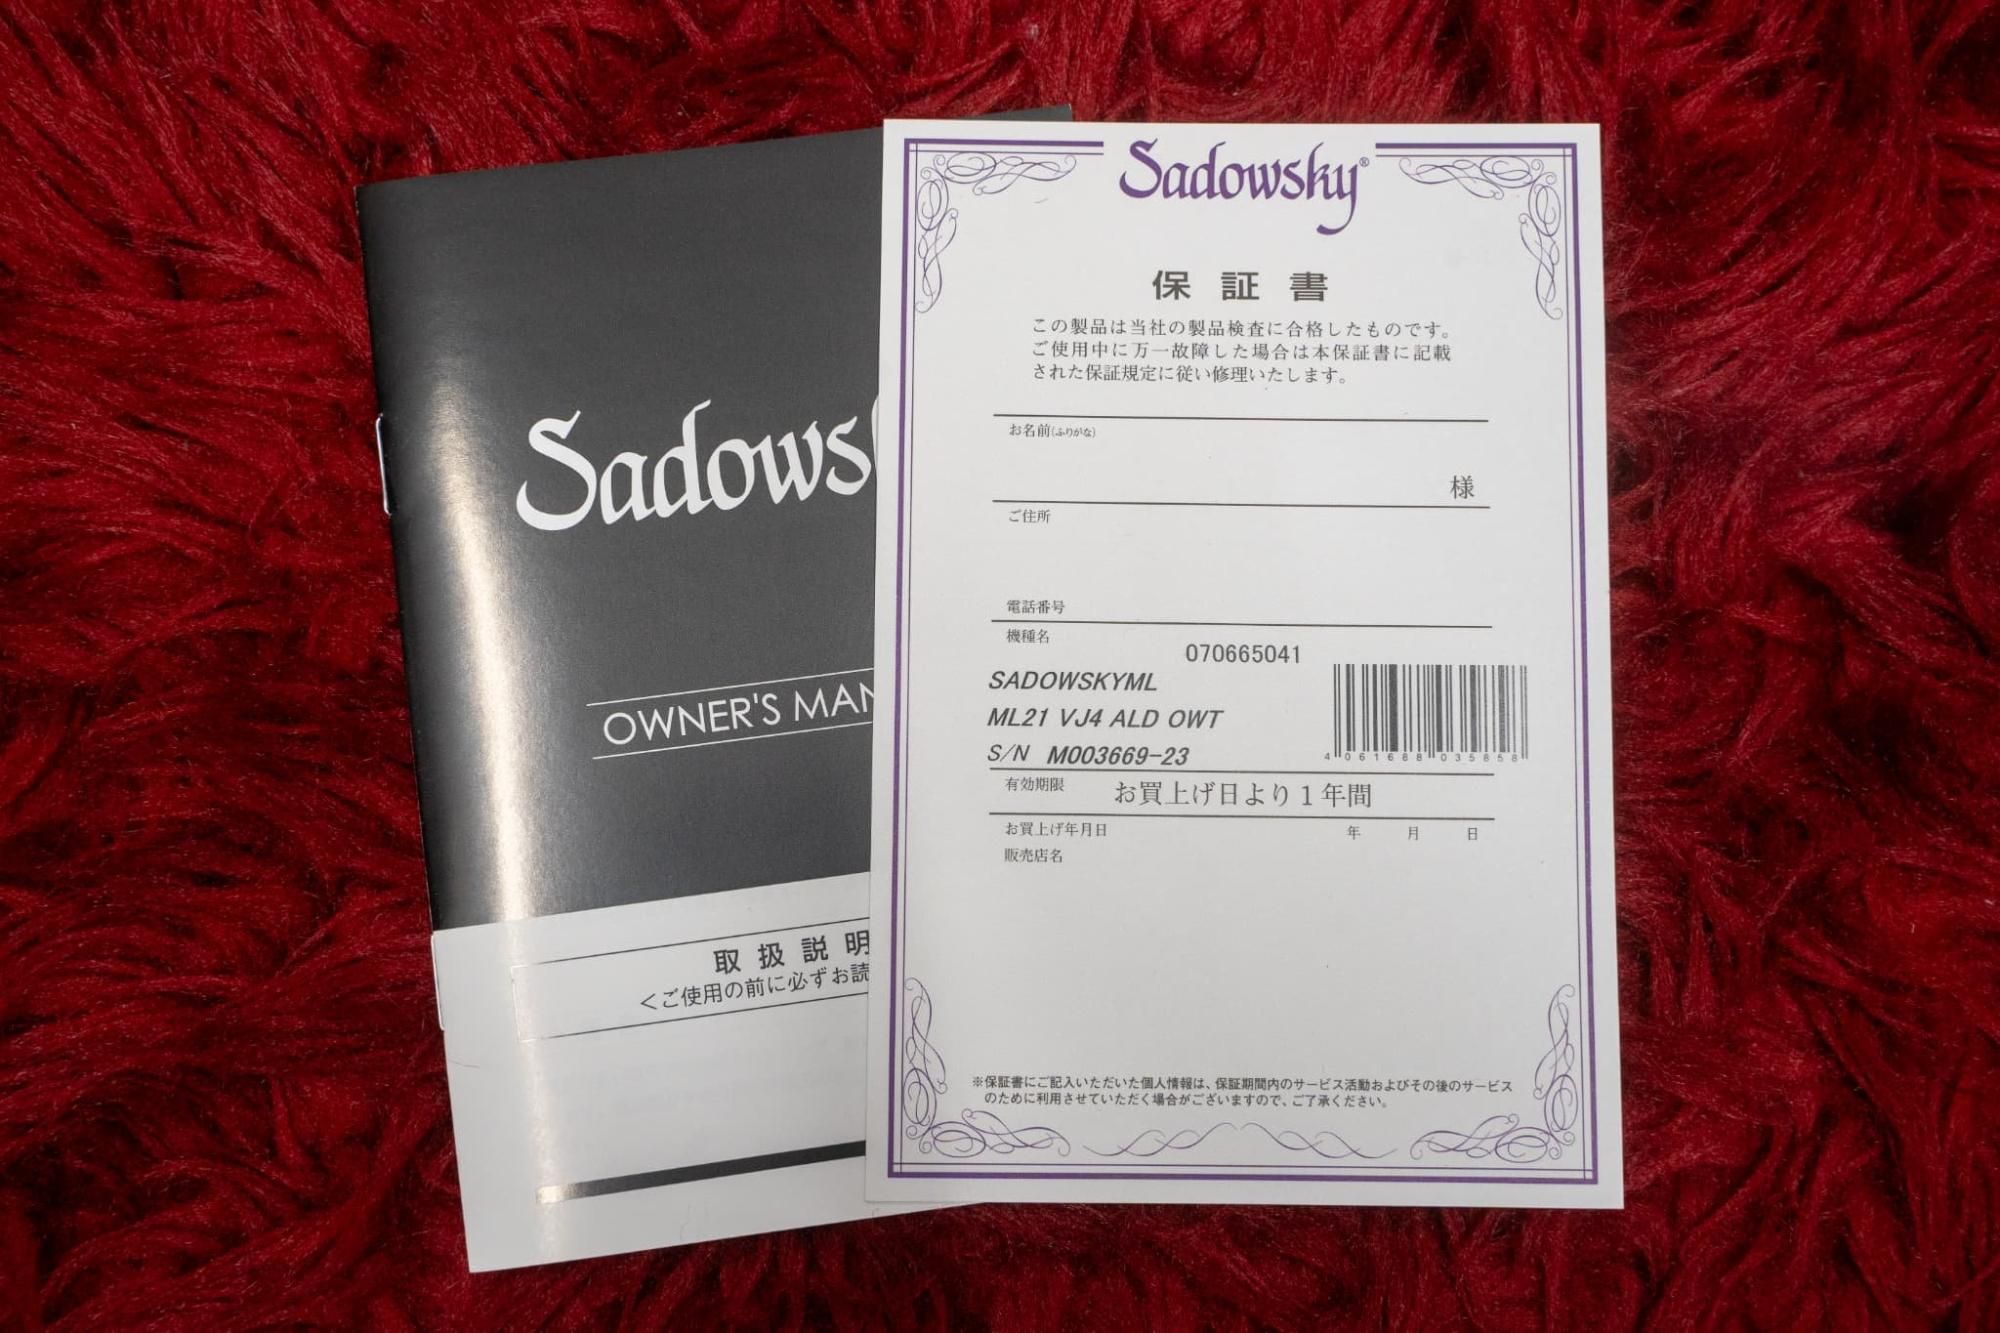 Sadows
OWNER'S MAN
取扱説明
<ご使用の前に必ずお読
Sadowsky®
保証書
この製品は当社の製品検査に合格したものです。
ご使用中に万一故障した場合は本保証書に記載
された保証規定に従い修理いたします。
お名前(ふりがな)
様
ご住所
電話番号
機種名
070665041
SADOWSKYML
ML21 VJ4 ALD OWT
S/N M003669-23
4 061688 035858
有効期限 お買上げ日より1年間
お買上げ年月日 年 月 日
販売店名
※保証書にご記入いただいた個人情報は、保証期間内のサービス活動およびその後のサービス
のために利用させていただく場合がございますので、ご了承ください。